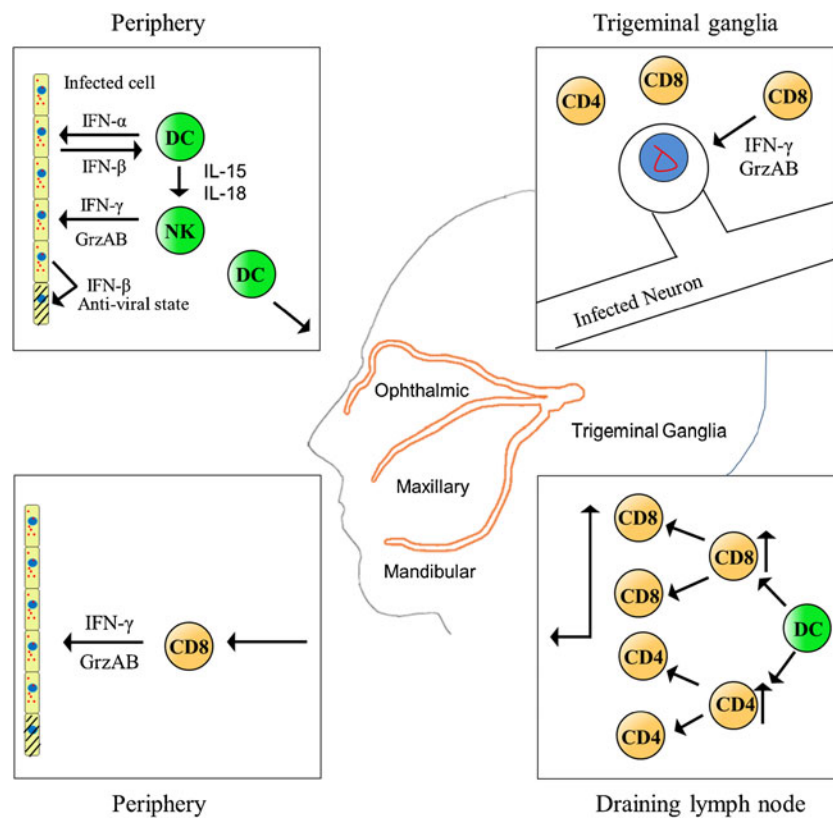 Periphery
Infected cell
IFN-α
DC
IFN-β
IL-15
IL-18
IFN-γ
NK
GrzAB
DC
IFN-β
Anti-viral state
Trigeminal ganglia
CD8
CD4
CD8
IFN-γ
GrzAB
Infected Neuron
Ophthalmic
Trigeminal Ganglia
Maxillary
Mandibular
IFN-γ
CD8
GrzAB
Periphery
CD8
CD8
CD8
DC
CD4
CD4
CD4
Draining lymph node